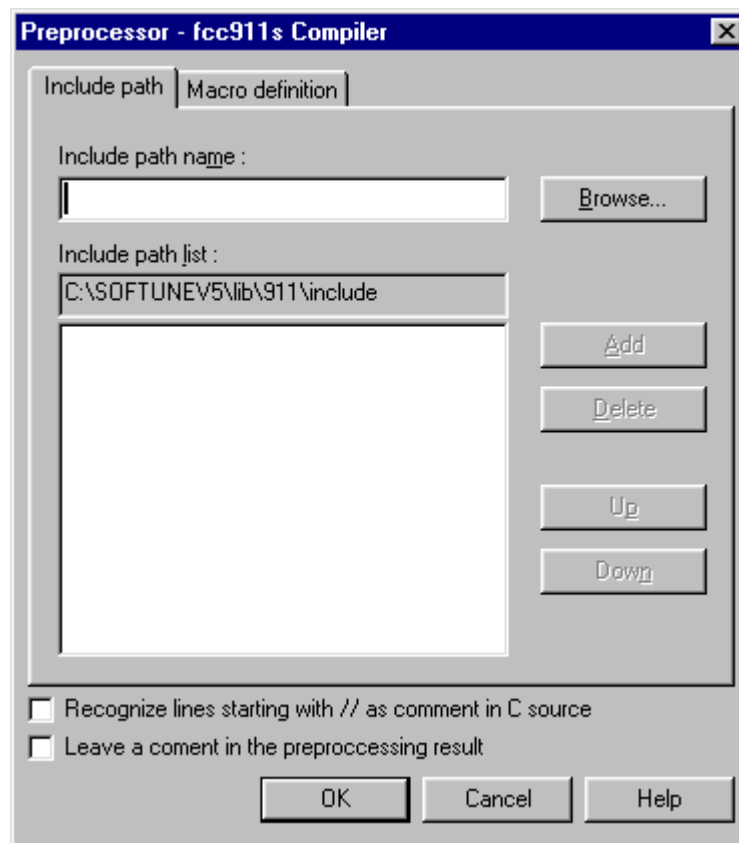 Preprocessor - fcc911s Compiler
Include path Macro definition
Include path name :
Browse...
Include path list :
C:\SOFTUNEV5\lib\911\include
Add
Delete
Up
Down
Recognize lines starting with // as comment in C source
Leave a coment in the preproccessing result
OK Cancel Help